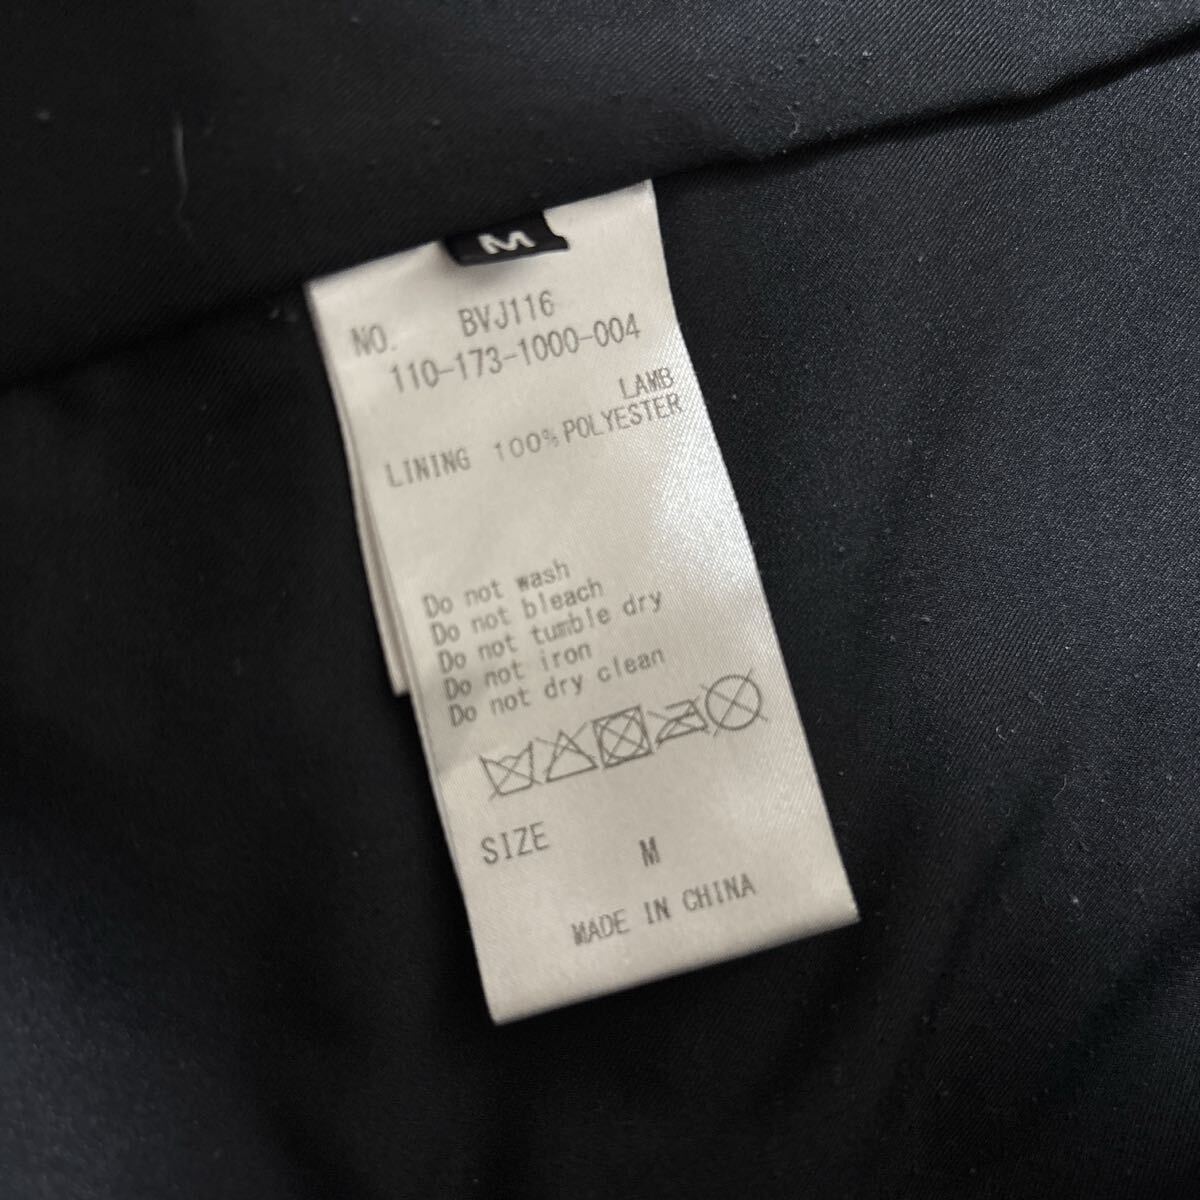 M
NO. BVJ116
110-173-1000-004
LAMB
LINING 100% POLYESTER
Do not wash
Do not bleach
Do not tumble dry
Do not iron
Do not dry clean
SIZE M
MADE IN CHINA